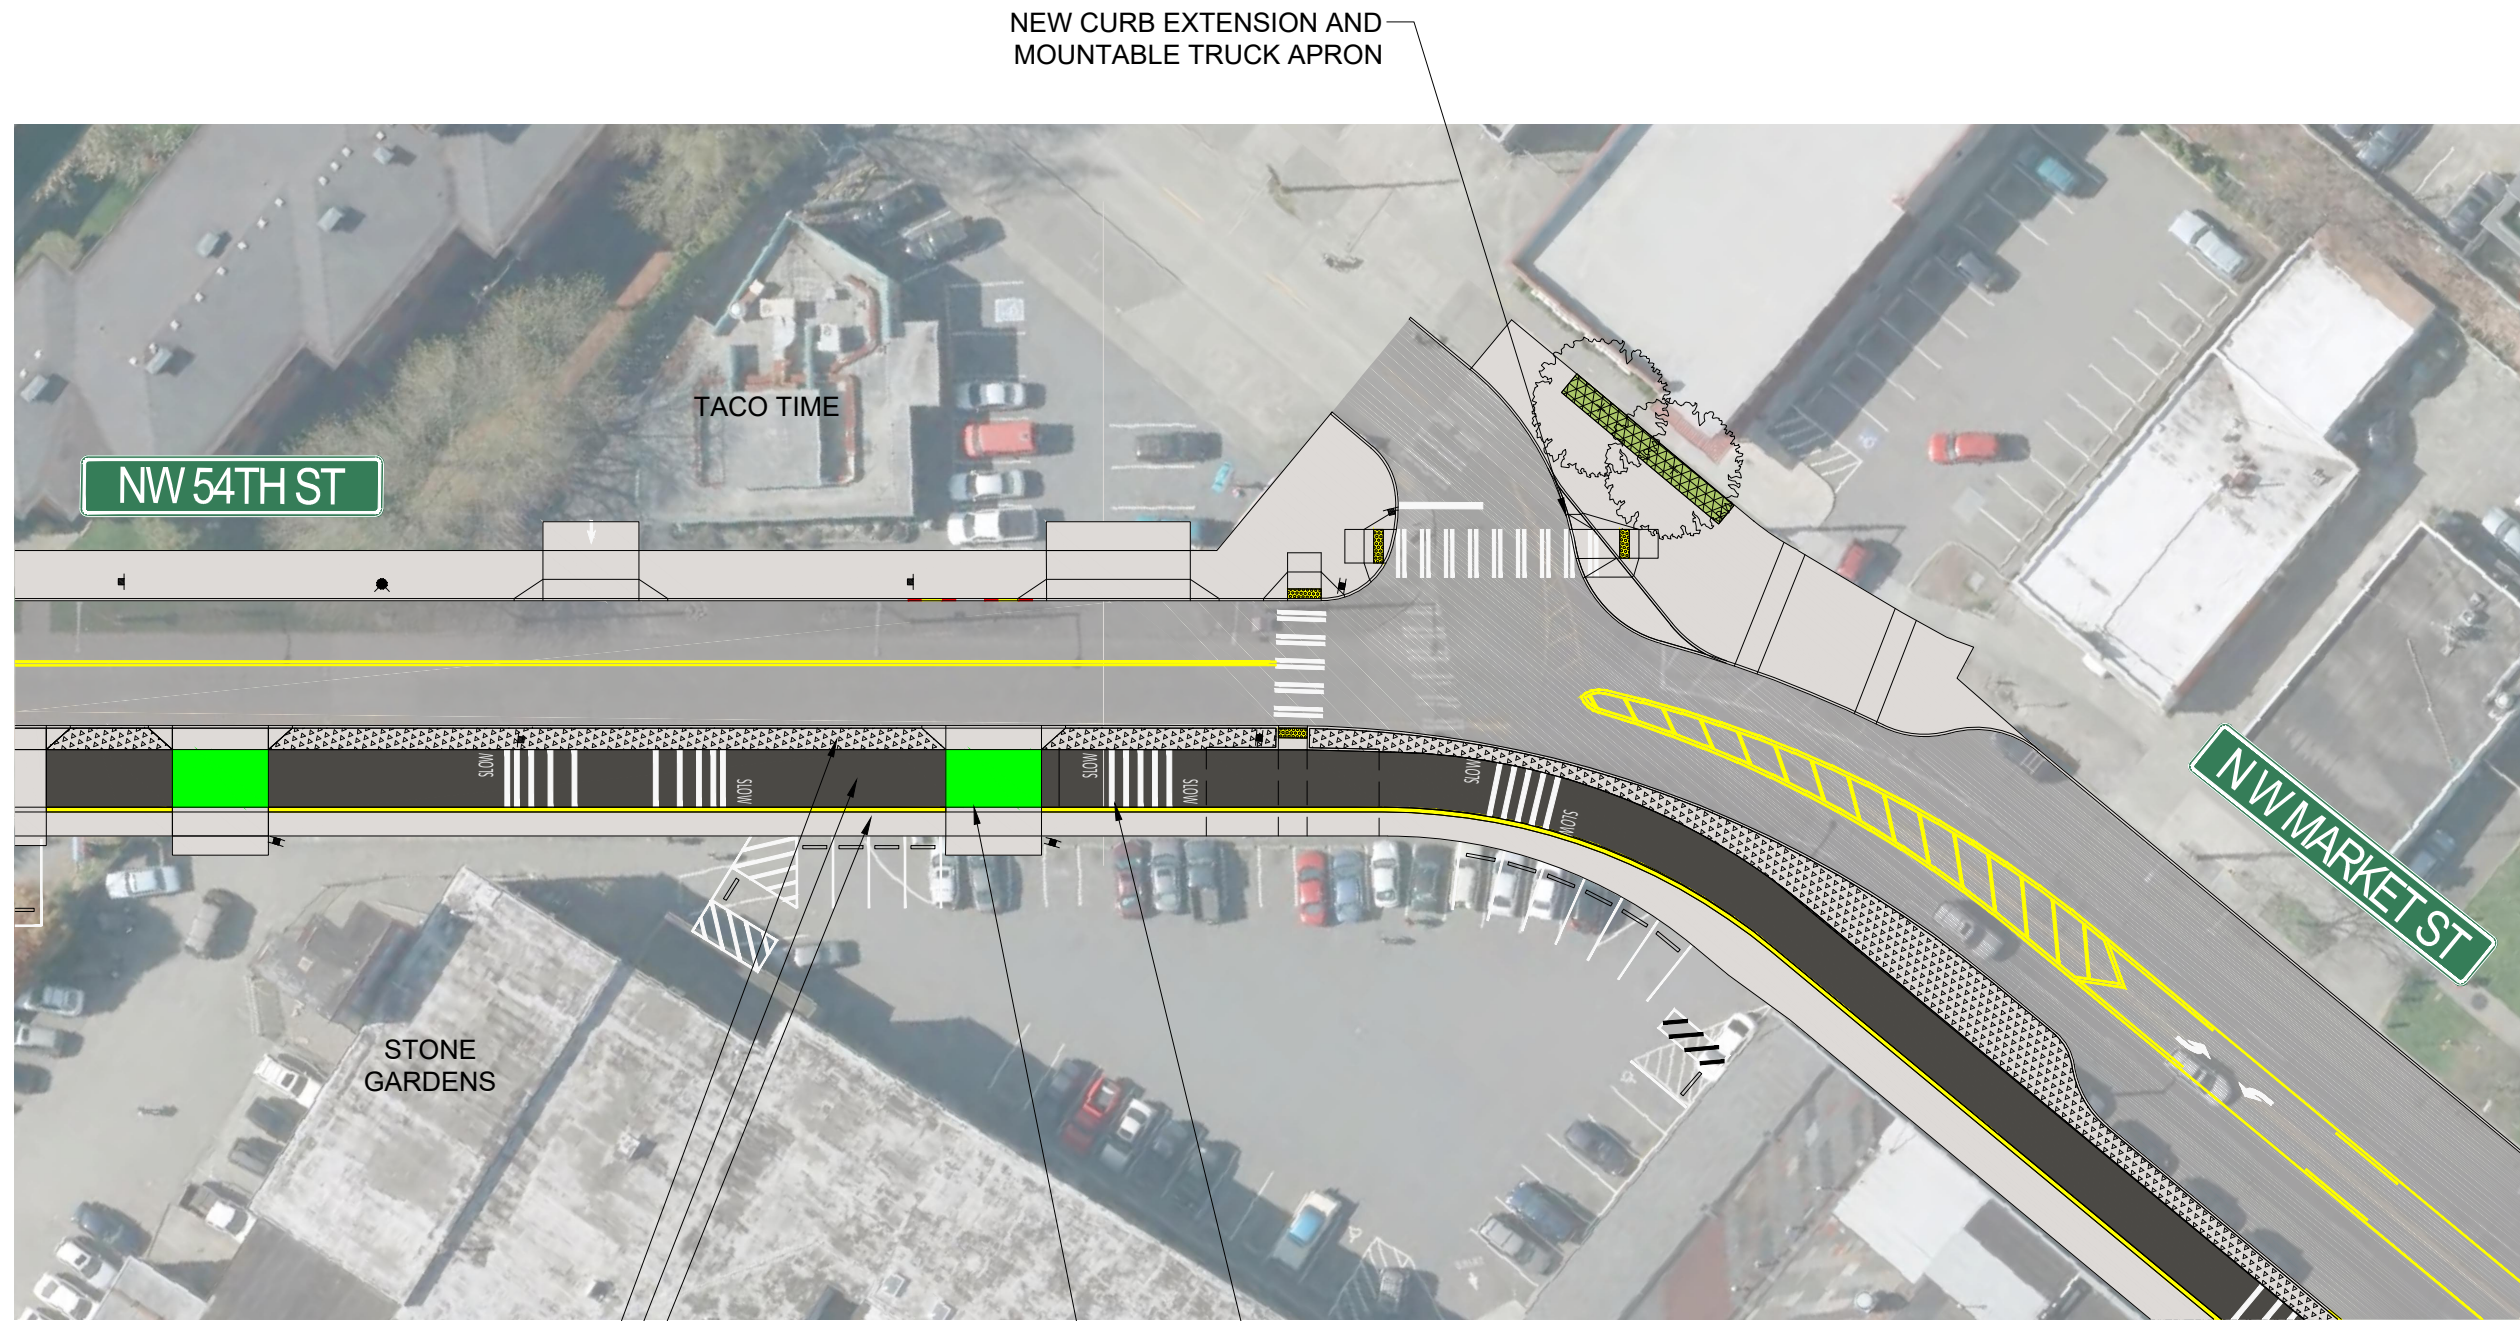 NEW CURB EXTENSION AND
MOUNTABLE TRUCK APRON
TACO TIME
NW 54TH ST
SLOW
SLOW
SLOW
SLOW
SLOW
SLOW
NW MARKET ST
STONE
GARDENS